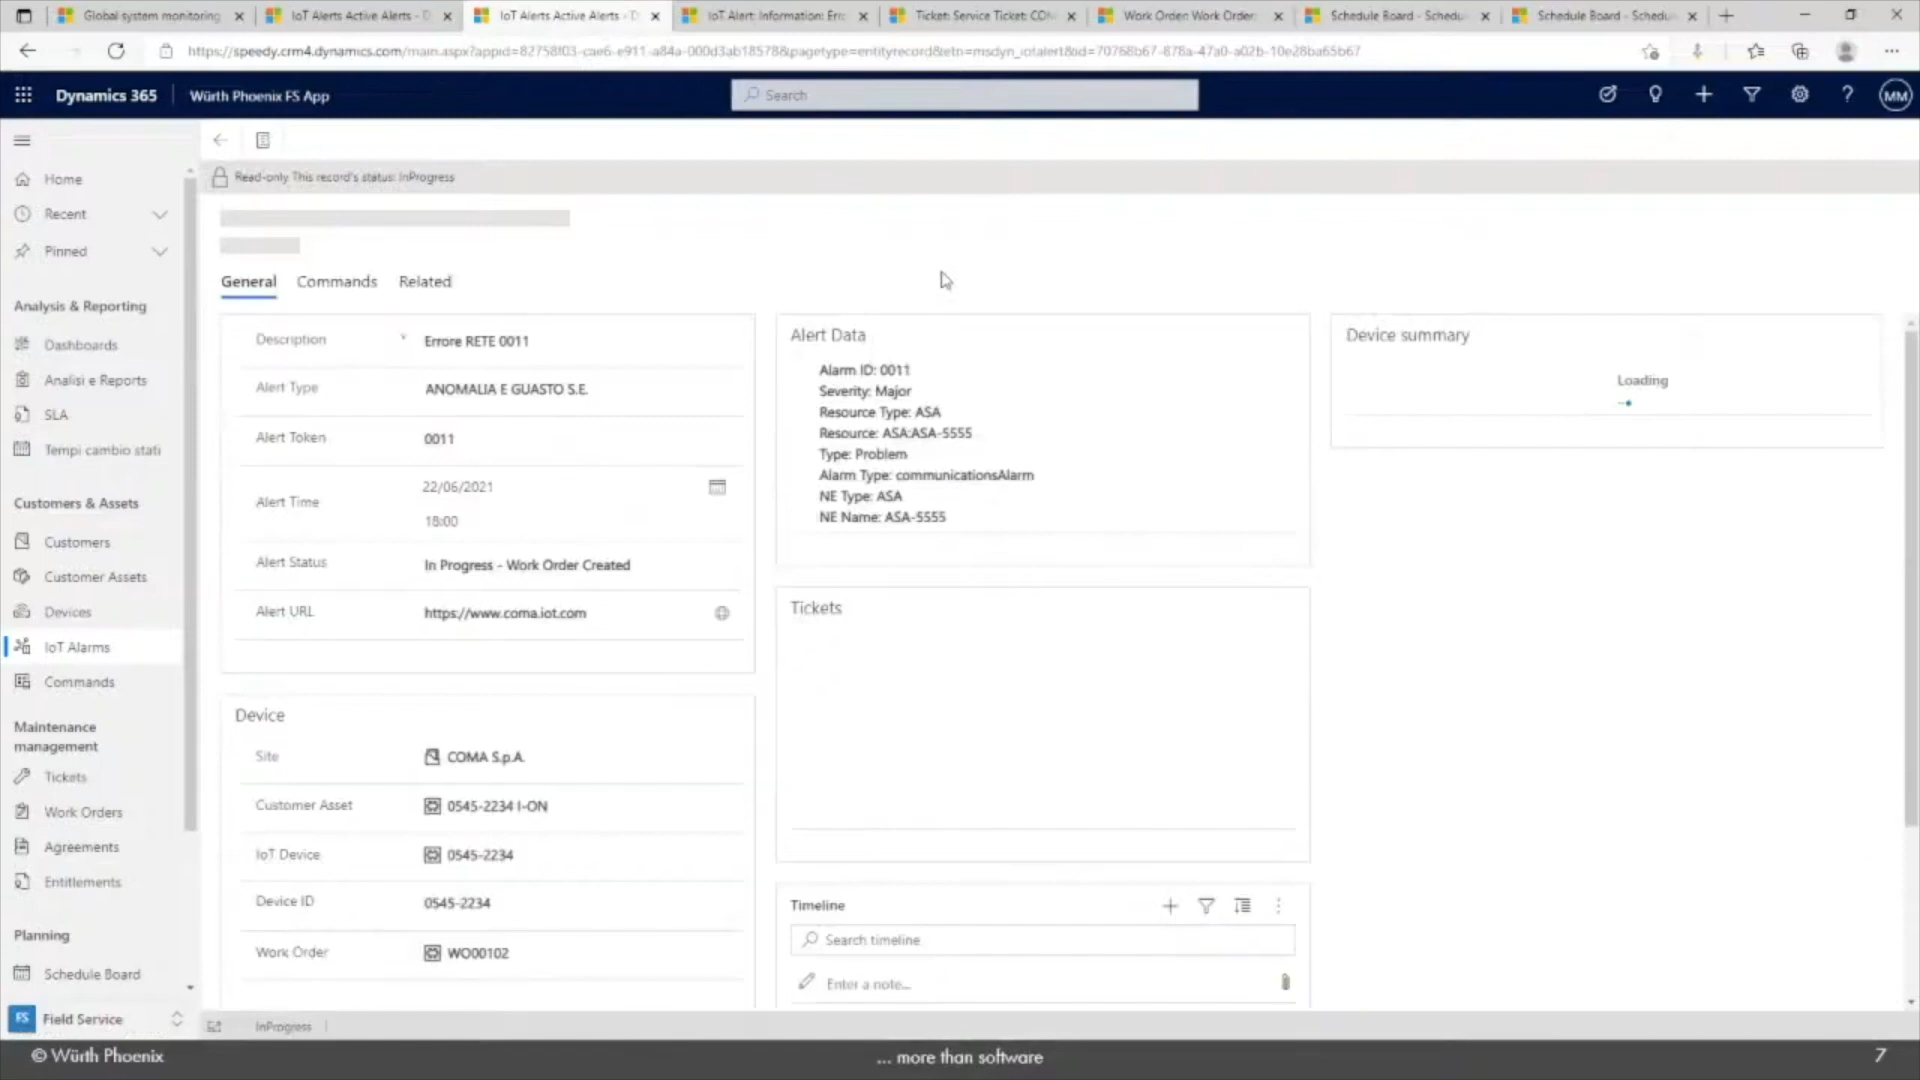 Global system monitoring
IoT Alerts Active Alerts - D
IoT Alerts Active Alerts - D
IoT Alert: Information: Erro
Ticket: Service Ticket: CON
Work Order: Work Order:
Schedule Board - Schedu
Schedule Board - Schedu
Dynamics 365
Würth Phoenix FS App
Search
MM
Read-only This record's status: InProgress
Home
Recent
Pinned
Analysis & Reporting
Dashboards
Analisi e Reports
SLA
Tempi cambio stati
Customers & Assets
Customers
Customer Assets
Devices
IoT Alarms
Commands
Maintenance
management
Tickets
Work Orders
Agreements
Entitlements
Planning
Schedule Board
FS Field Service
General Commands Related
Description Errore RETE 0011
Alert Type ANOMALIA E GUASTO S.E.
Alert Token 0011
Alert Time 22/06/2021
18:00
Alert Status In Progress - Work Order Created
Alert URL https://www.coma.iot.com
Device
Site COMA S.p.A.
Customer Asset 0545-2234 I-ON
IoT Device 0545-2234
Device ID 0545-2234
Work Order WO00102
Alert Data
Alarm ID: 0011
Severity: Major
Resource Type: ASA
Resource: ASA:ASA-5555
Type: Problem
Alarm Type: communicationsAlarm
NE Type: ASA
NE Name: ASA-5555
Tickets
Timeline
Search timeline
Enter a note...
Device summary
Loading
InProgress
© Würth Phoenix
... more than software
7